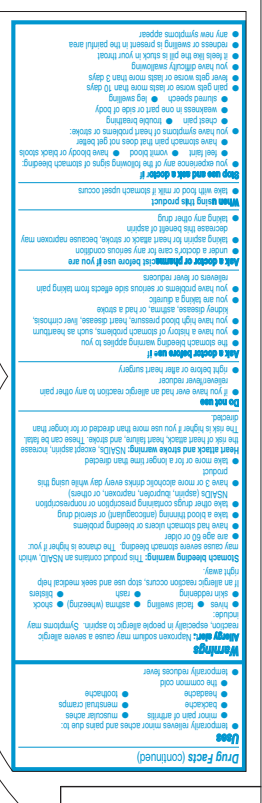 Drug Facts (continued)
Uses
● temporarily relieves minor aches and pains due to:
● minor pain of arthritis ● muscular aches
● backache ● menstrual cramps
● headache ● toothache
● the common cold
● temporarily reduces fever
Warnings
Allergy alert: Naproxen sodium may cause a severe allergic
reaction, especially in people allergic to aspirin. Symptoms may
include:
● hives ● facial swelling ● asthma (wheezing) ● shock
● skin reddening ● rash ● blisters
If an allergic reaction occurs, stop use and seek medical help
right away.
Stomach bleeding warning: This product contains an NSAID, which
may cause severe stomach bleeding. The chance is higher if you:
● are age 60 or older
● have had stomach ulcers or bleeding problems
● take a blood thinning (anticoagulant) or steroid drug
● take other drugs containing prescription or nonprescription
NSAIDs (aspirin, ibuprofen, naproxen, or others)
● have 3 or more alcoholic drinks every day while using this
product
● take more or for a longer time than directed
Heart attack and stroke warning: NSAIDs, except aspirin, increase
the risk of heart attack, heart failure, and stroke. These can be fatal.
The risk is higher if you use more than directed or for longer than
directed.
Do not use
● if you have ever had an allergic reaction to any other pain
reliever/fever reducer
● right before or after heart surgery
Ask a doctor before use if
● the stomach bleeding warning applies to you
● you have a history of stomach problems, such as heartburn
● you have high blood pressure, heart disease, liver cirrhosis,
kidney disease, asthma, or had a stroke
● you are taking a diuretic
● you have problems or serious side effects from taking pain
relievers or fever reducers
Ask a doctor or pharmacist before use if you are
● under a doctor's care for any serious condition
● taking aspirin for heart attack or stroke, because naproxen may
decrease this benefit of aspirin
● taking any other drug
When using this product
● take with food or milk if stomach upset occurs
Stop use and ask a doctor if
● you experience any of the following signs of stomach bleeding:
● feel faint ● vomit blood ● have bloody or black stools
● have stomach pain that does not get better
● you have symptoms of heart problems or stroke:
● chest pain ● trouble breathing
● weakness in one part or side of body
● slurred speech ● leg swelling
● pain gets worse or lasts more than 10 days
● fever gets worse or lasts more than 3 days
● you have difficulty swallowing
● it feels like the pill is stuck in your throat
● redness or swelling is present in the painful area
● any new symptoms appear